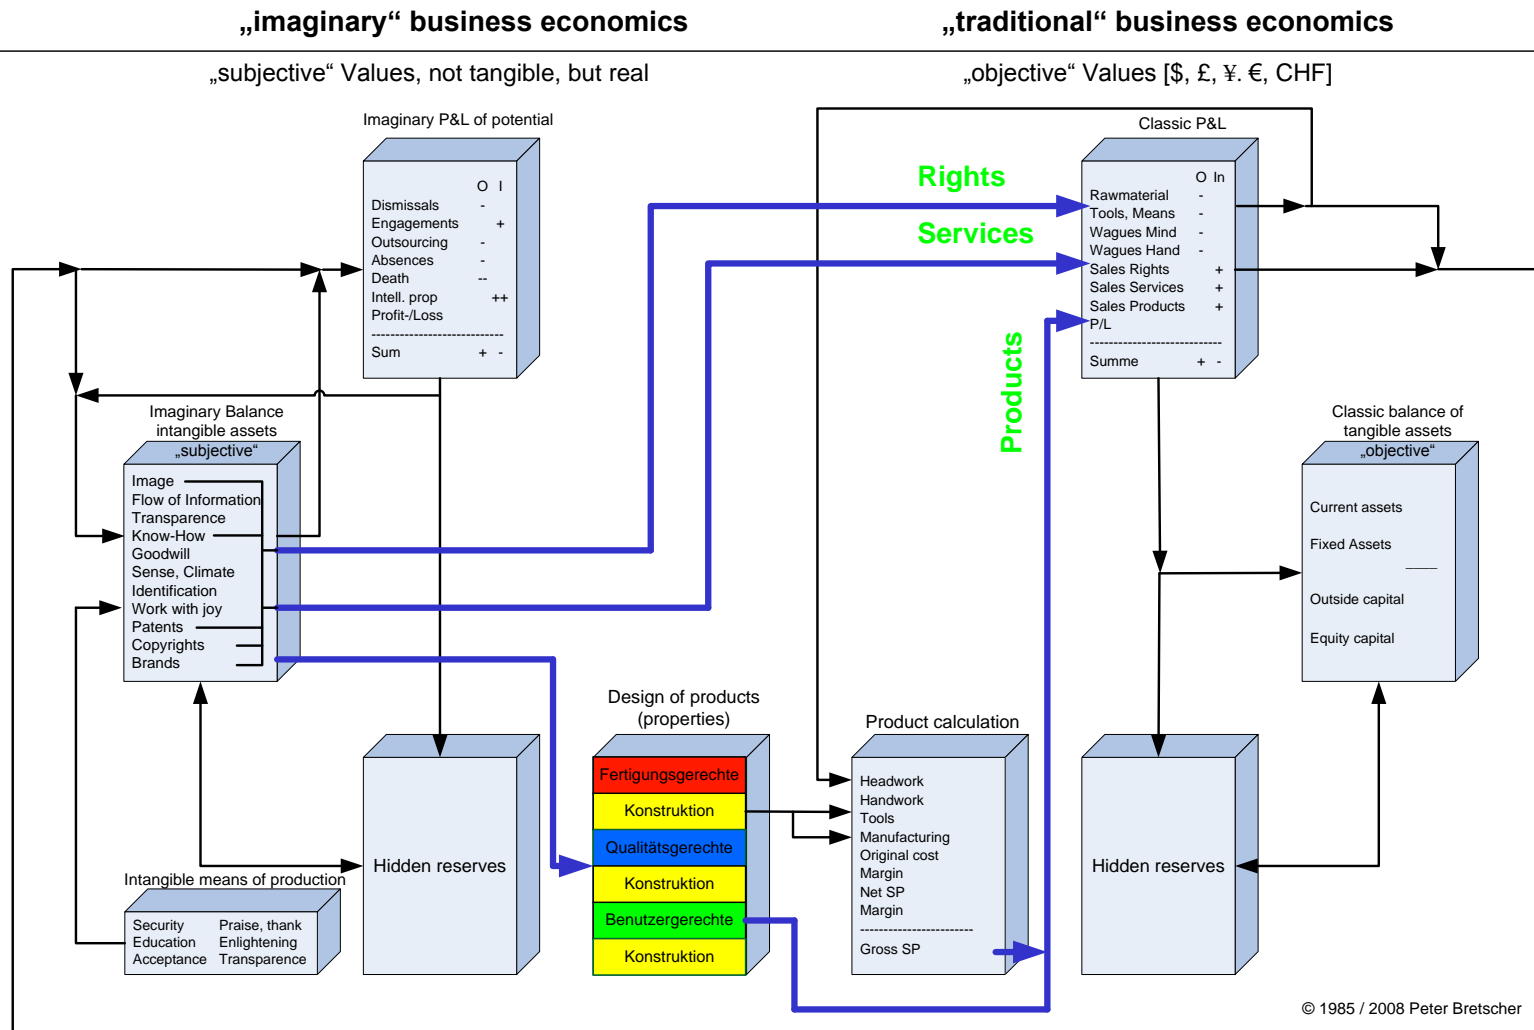 „imaginary“ business economics
„traditional“ business economics
„subjective“ Values, not tangible, but real
„objective“ Values [$, £, ¥. €, CHF]
Imaginary P&L of potential
O I
Dismissals -
Engagements +
Outsourcing -
Absences -
Death --
Intell. prop ++
Profit-/Loss
----------------------------
Sum + -
Rights
Services
Products
Classic P&L
O In
Rawmaterial -
Tools, Means -
Wagues Mind -
Wagues Hand -
Sales Rights +
Sales Services +
Sales Products +
P/L
----------------------------
Summe + -
Imaginary Balance
intangible assets
„subjective“
Image
Flow of Information
Transparence
Know-How
Goodwill
Sense, Climate
Identification
Work with joy
Patents
Copyrights
Brands
Classic balance of
tangible assets
„objective“
Current assets
Fixed Assets
Outside capital
Equity capital
Hidden reserves
Design of products
(properties)
Fertigungsgerechte
Konstruktion
Qualitätsgerechte
Konstruktion
Benutzergerechte
Konstruktion
Product calculation
Headwork
Handwork
Tools
Manufacturing
Original cost
Margin
Net SP
Margin
------------------------
Gross SP
Hidden reserves
Intangible means of production
Security Praise, thank
Education Enlightening
Acceptance Transparence
© 1985 / 2008 Peter Bretscher